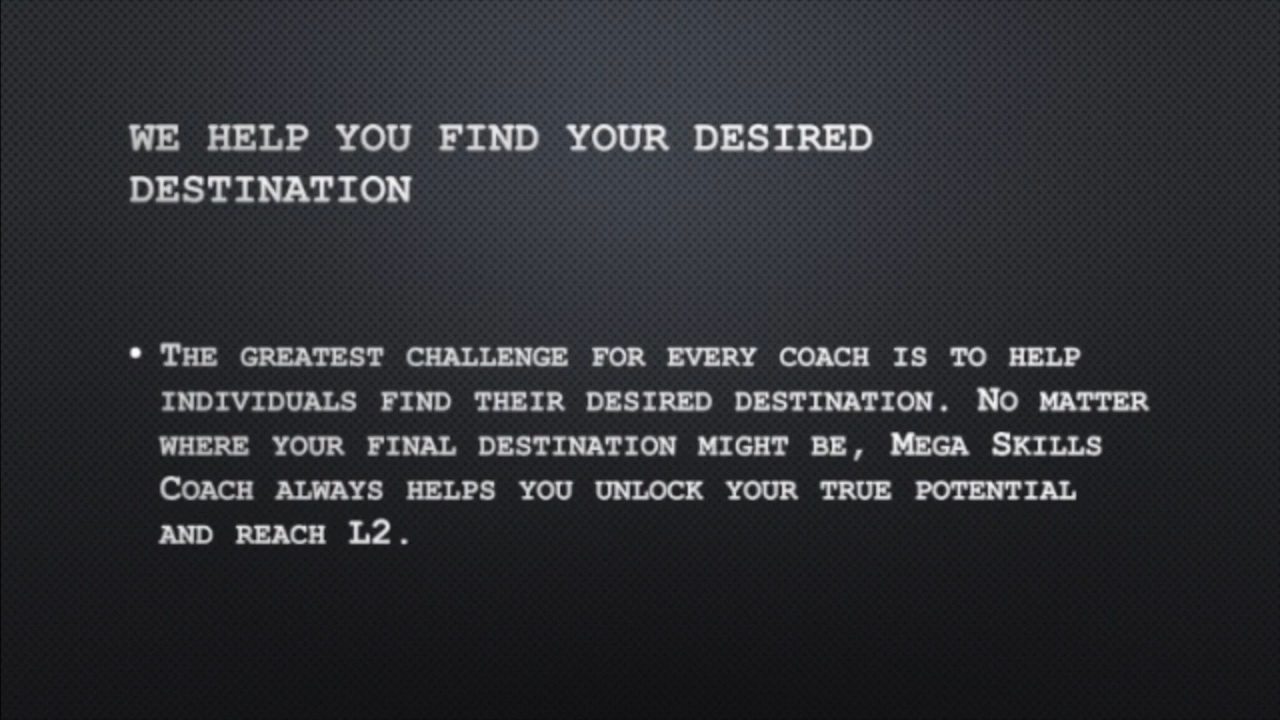 WE HELP YOU FIND YOUR DESIRED
DESTINATION
• The greatest challenge for every coach is to help
individuals find their desired destination. No matter
where your final destination might be, Mega Skills
Coach always helps you unlock your true potential
and reach L2.